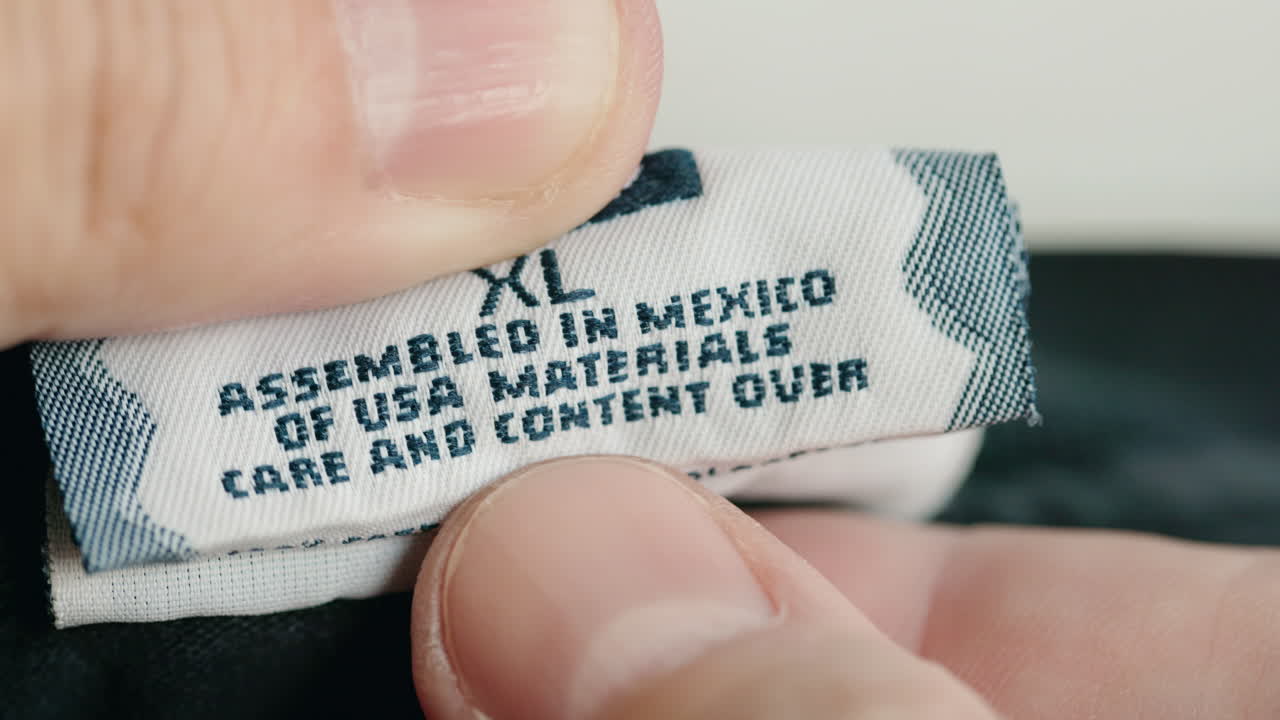 XL
ASSEMBLED IN MEXICO
OF USA MATERIALS
CARE AND CONTENT OVER